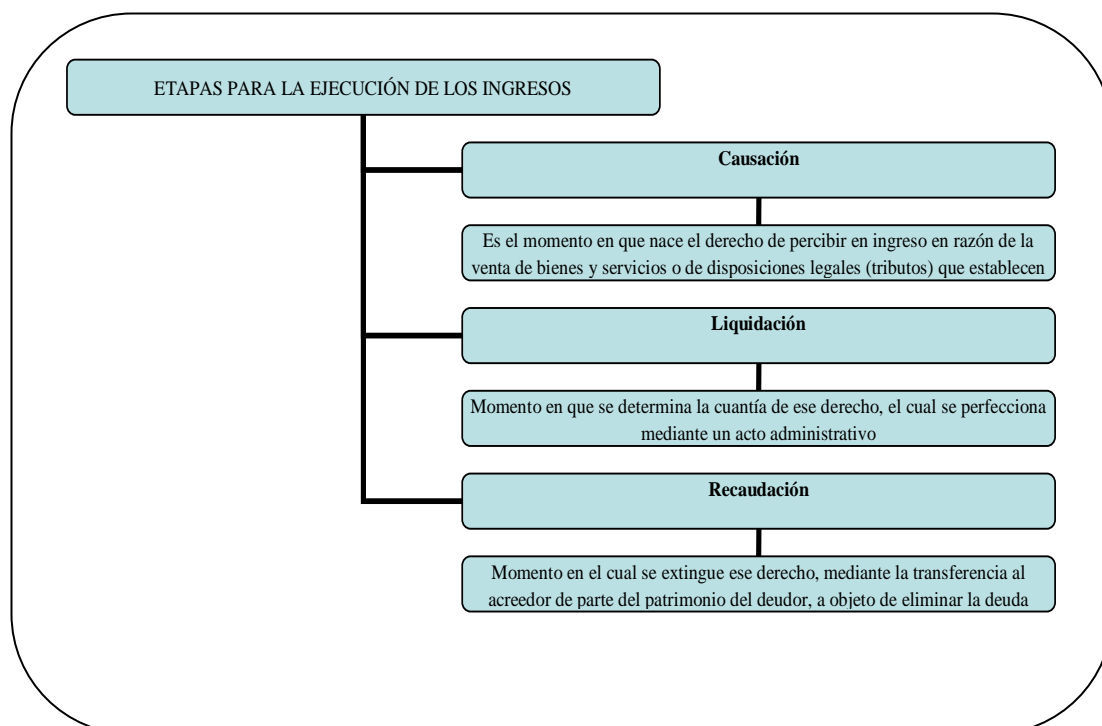 ETAPAS PARA LA EJECUCIÓN DE LOS INGRESOS
Causación
Es el momento en que nace el derecho de percibir en ingreso en razón de la
venta de bienes y servicios o de disposiciones legales (tributos) que establecen
Liquidación
Momento en que se determina la cuantía de ese derecho, el cual se perfecciona
mediante un acto administrativo
Recaudación
Momento en el cual se extingue ese derecho, mediante la transferencia al
acreedor de parte del patrimonio del deudor, a objeto de eliminar la deuda